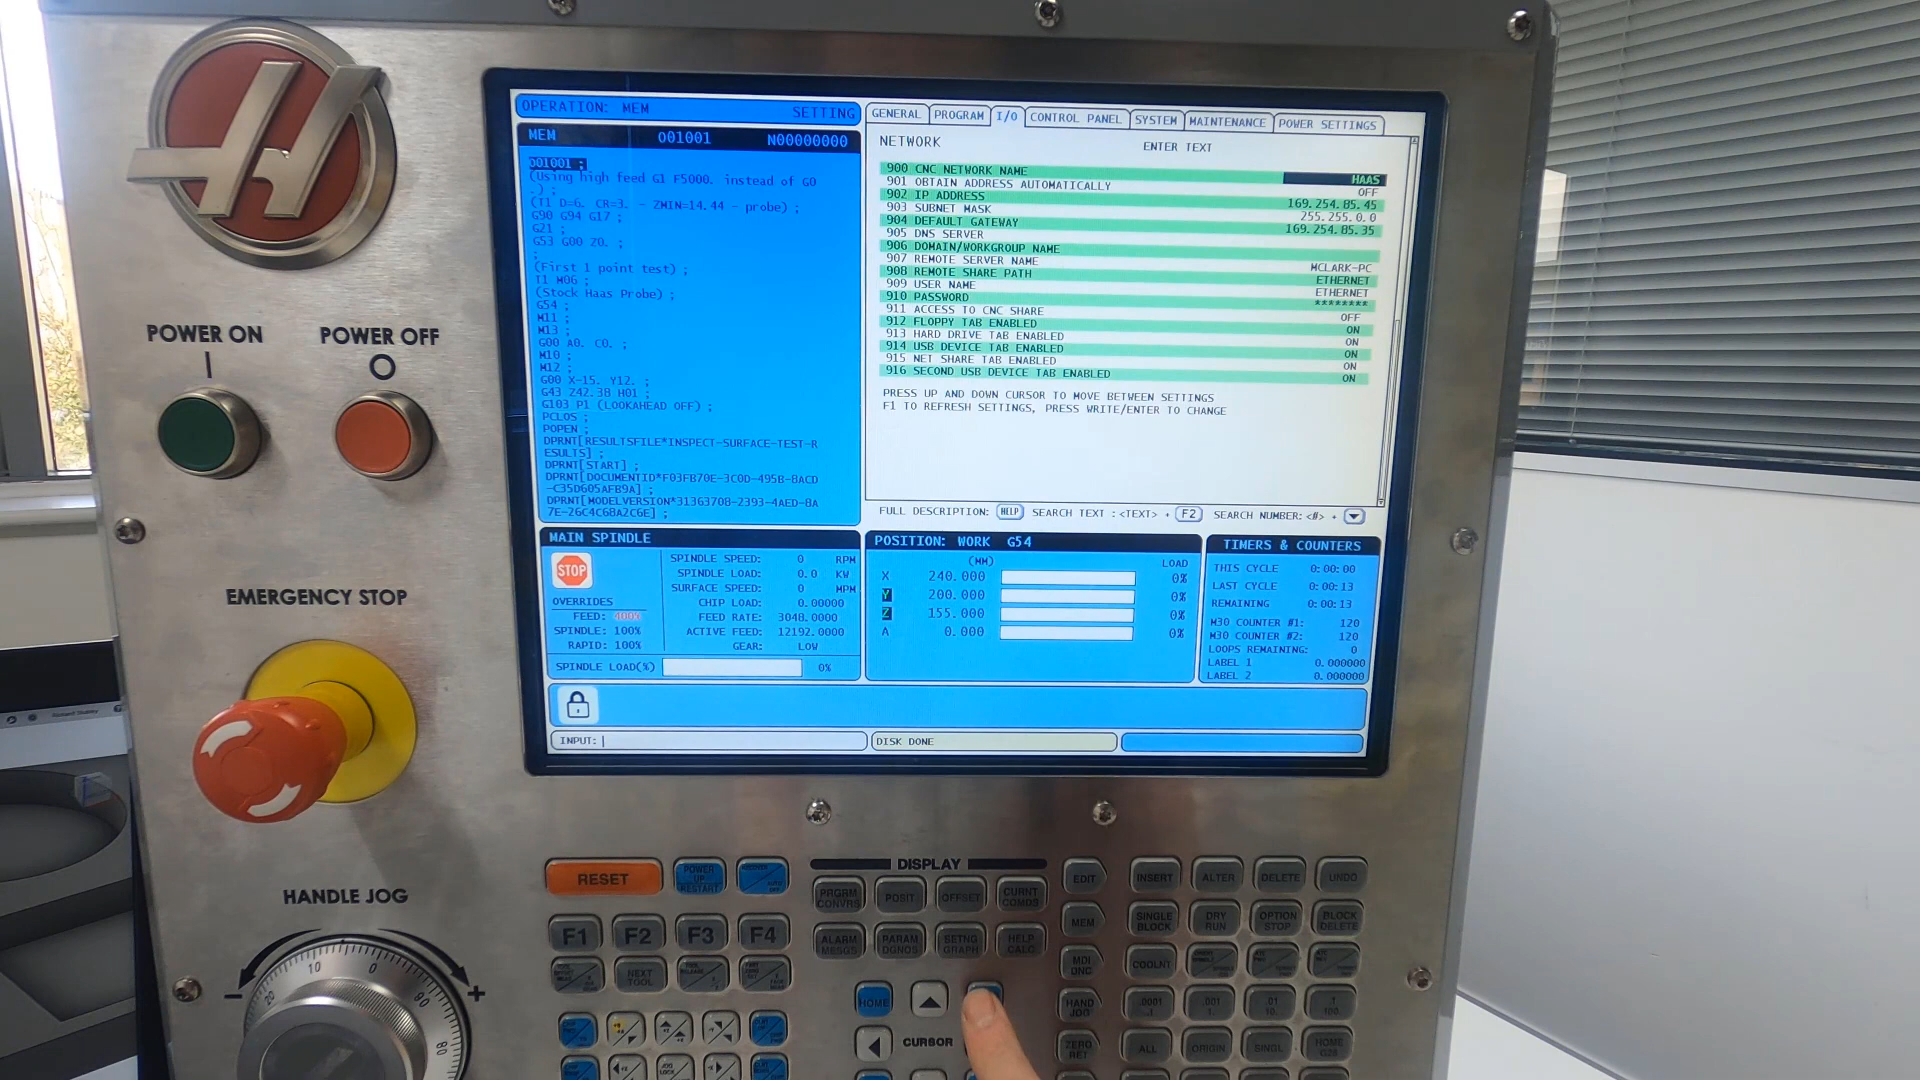 OPERATION: MEM SETTING
MEM O01001 N00000000
O01001 ;
(Using high feed G1 F5000. instead of G0
.) ;
(T1 D=6. CR=3. - ZMIN=14.44 - probe) ;
G90 G94 G17 ;
G21 ;
G53 G00 Z0. ;
;
(First 1 point test) ;
T1 M06 ;
(Stock Haas Probe) ;
G54 ;
M11 ;
M13 ;
G00 A0. C0. ;
M10 ;
M12 ;
G00 X-15. Y12. ;
G43 Z42.38 H01 ;
G103 P1 (LOOKAHEAD OFF) ;
PCLOS ;
POPEN ;
DPRNT[RESULTSFILE*INSPECT-SURFACE-TEST-R
ESULTS] ;
DPRNT[START] ;
DPRNT[DOCUMENTID*F03FB70E-3C0D-495B-8ACD
-C35D605AFB9A] ;
DPRNT[MODELVERSION*31363708-2393-4AED-8A
7E-26C4C68A2C6E] ;
GENERAL PROGRAM I/O CONTROL PANEL SYSTEM MAINTENANCE POWER SETTINGS
NETWORK ENTER TEXT
900 CNC NETWORK NAME HAAS
901 OBTAIN ADDRESS AUTOMATICALLY OFF
902 IP ADDRESS 169.254.85.45
903 SUBNET MASK 255.255.0.0
904 DEFAULT GATEWAY 169.254.85.35
905 DNS SERVER
906 DOMAIN/WORKGROUP NAME
907 REMOTE SERVER NAME MCLARK-PC
908 REMOTE SHARE PATH ETHERNET
909 USER NAME ETHERNET
910 PASSWORD ********
911 ACCESS TO CNC SHARE OFF
912 FLOPPY TAB ENABLED ON
913 HARD DRIVE TAB ENABLED ON
914 USB DEVICE TAB ENABLED ON
915 NET SHARE TAB ENABLED ON
916 SECOND USB DEVICE TAB ENABLED ON
PRESS UP AND DOWN CURSOR TO MOVE BETWEEN SETTINGS
F1 TO REFRESH SETTINGS, PRESS WRITE/ENTER TO CHANGE
FULL DESCRIPTION: HELP SEARCH TEXT : <TEXT> + F2 SEARCH NUMBER: <#> +
MAIN SPINDLE
STOP
OVERRIDES
FEED: 400%
SPINDLE: 100%
RAPID: 100%
SPINDLE SPEED: 0 RPM
SPINDLE LOAD: 0.0 KW
SURFACE SPEED: 0 MPM
CHIP LOAD: 0.00000
FEED RATE: 3048.0000
ACTIVE FEED: 12192.0000
GEAR: LOW
SPINDLE LOAD(%) 0%
POSITION: WORK G54
(MM) LOAD
X 240.000 0%
Y 200.000 0%
Z 155.000 0%
A 0.000 0%
TIMERS & COUNTERS
THIS CYCLE 0:00:00
LAST CYCLE 0:00:13
REMAINING 0:00:13
M30 COUNTER #1: 120
M30 COUNTER #2: 120
LOOPS REMAINING: 0
LABEL 1 0.000000
LABEL 2 0.000000
INPUT:
DISK DONE
POWER ON
POWER OFF
EMERGENCY STOP
HANDLE JOG
10 0 90 20 80
- +
RESET
POWER UP RESTART
F1 F2 F3 F4
NEXT TOOL
DISPLAY
PRGRM CONVRS POSIT OFFSET CURNT COMDS
ALARM MESGS PARAM DGNOS SETNG GRAPH HELP CALC
HOME
CURSOR
EDIT INSERT ALTER DELETE UNDO
MEM SINGLE BLOCK DRY RUN OPTION STOP BLOCK DELETE
MDI DNC COOLNT
HAND JOG .0001 .1 .001 1. .01 10. .1 100.
ZERO RET ALL ORIGIN SINGL HOME G28